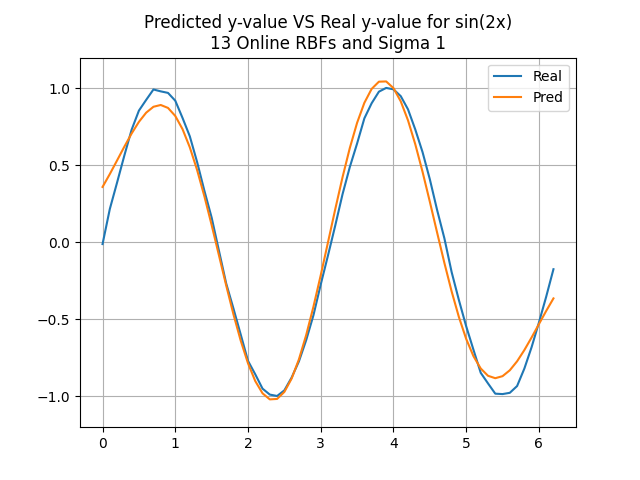 Predicted y-value VS Real y-value for sin(2x)
13 Online RBFs and Sigma 1
Real
Pred
1.0
0.5
0.0
−0.5
−1.0
0 1 2 3 4 5 6